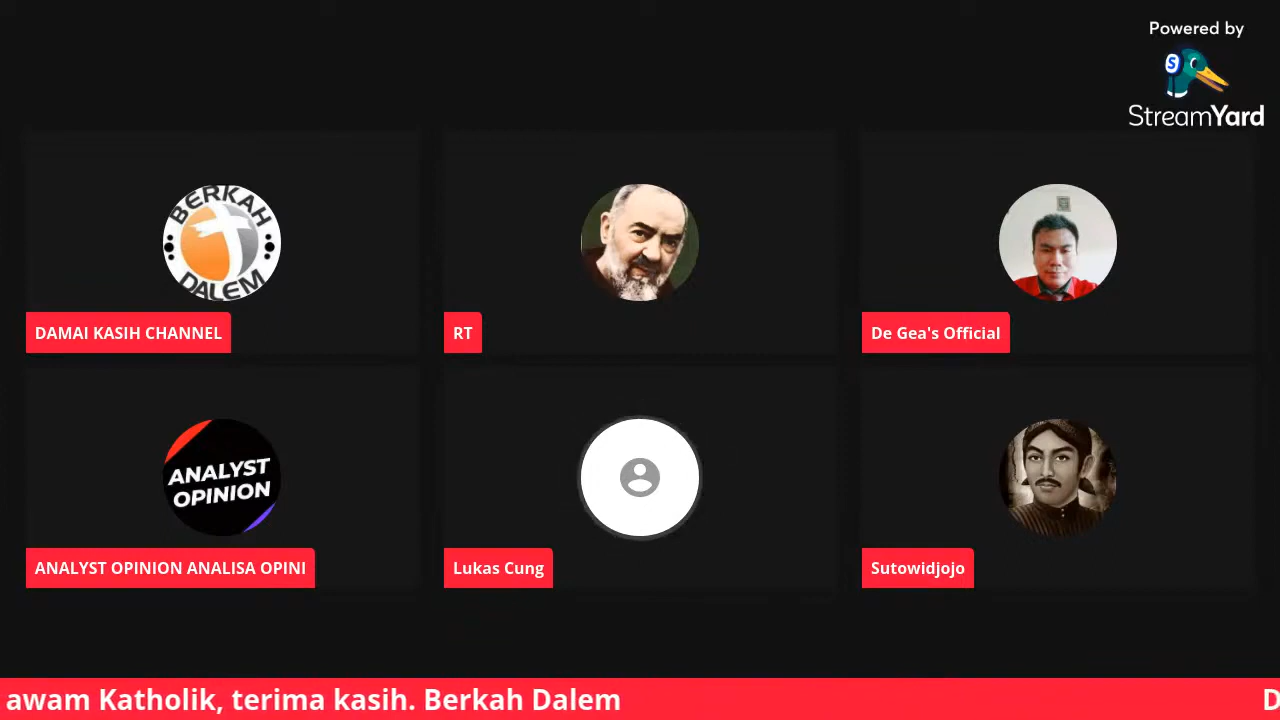 Powered by
S
StreamYard
BERKAH
DALEM
DAMAI KASIH CHANNEL
RT
De Gea's Official
ANALYST
OPINION
ANALYST OPINION ANALISA OPINI
Lukas Cung
Sutowidjojo
awam Katholik, terima kasih. Berkah Dalem
D